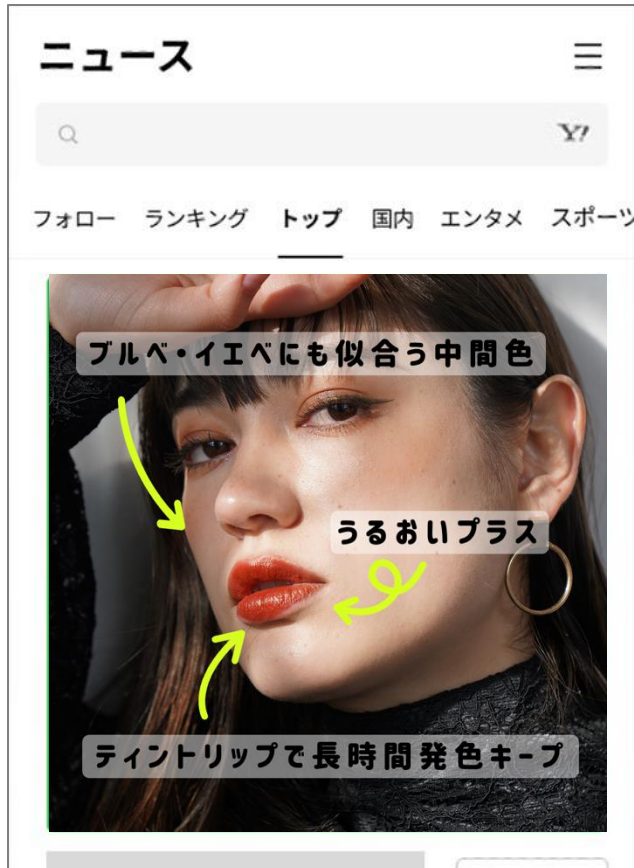 ニュース
Y!
フォロー ランキング トップ 国内 エンタメ スポーツ
ブルベ・イエベにも似合う中間色
うるおいプラス
ティントリップで長時間発色キープ